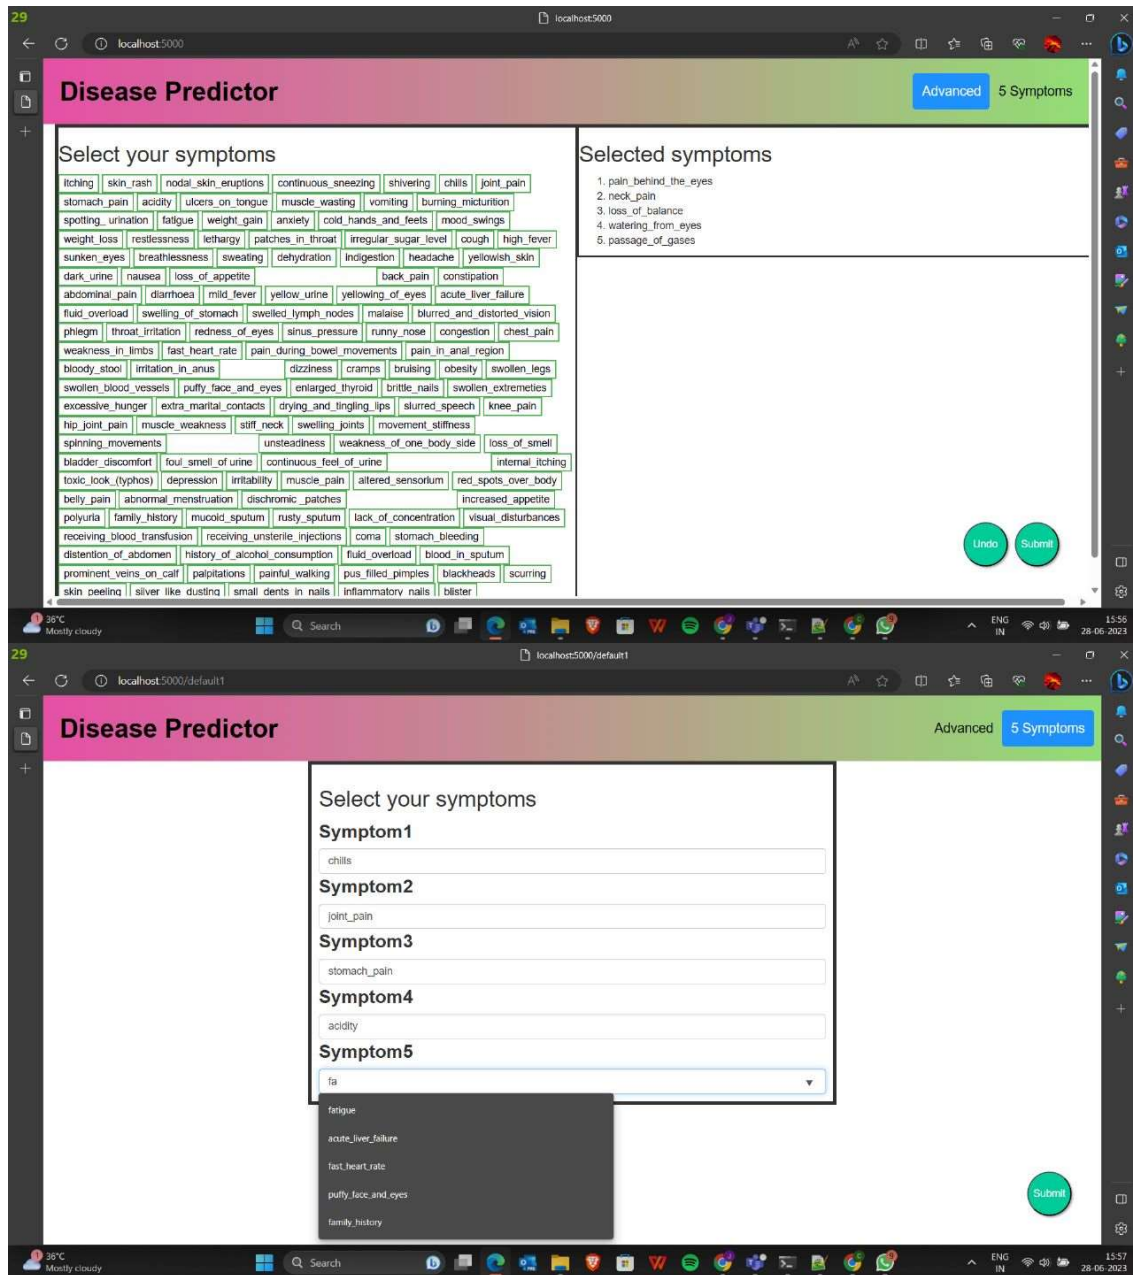 29
localhost:5000
localhost:5000
Disease Predictor
Advanced 5 Symptoms
Select your symptoms
itching skin_rash nodal_skin_eruptions continuous_sneezing shivering chills joint_pain
stomach_pain acidity ulcers_on_tongue muscle_wasting vomiting burning_micturition
spotting_ urination fatigue weight_gain anxiety cold_hands_and_feets mood_swings
weight_loss restlessness lethargy patches_in_throat irregular_sugar_level cough high_fever
sunken_eyes breathlessness sweating dehydration indigestion headache yellowish_skin
dark_urine nausea loss_of_appetite back_pain constipation
abdominal_pain diarrhoea mild_fever yellow_urine yellowing_of_eyes acute_liver_failure
fluid_overload swelling_of_stomach swelled_lymph_nodes malaise blurred_and_distorted_vision
phlegm throat_irritation redness_of_eyes sinus_pressure runny_nose congestion chest_pain
weakness_in_limbs fast_heart_rate pain_during_bowel_movements pain_in_anal_region
bloody_stool irritation_in_anus dizziness cramps bruising obesity swollen_legs
swollen_blood_vessels puffy_face_and_eyes enlarged_thyroid brittle_nails swollen_extremeties
excessive_hunger extra_marital_contacts drying_and_tingling_lips slurred_speech knee_pain
hip_joint_pain muscle_weakness stiff_neck swelling_joints movement_stiffness
spinning_movements unsteadiness weakness_of_one_body_side loss_of_smell
bladder_discomfort foul_smell_of urine continuous_feel_of_urine internal_itching
toxic_look_(typhos) depression irritability muscle_pain altered_sensorium red_spots_over_body
belly_pain abnormal_menstruation dischromic _patches increased_appetite
polyuria family_history mucoid_sputum rusty_sputum lack_of_concentration visual_disturbances
receiving_blood_transfusion receiving_unsterile_injections coma stomach_bleeding
distention_of_abdomen history_of_alcohol_consumption fluid_overload blood_in_sputum
prominent_veins_on_calf palpitations painful_walking pus_filled_pimples blackheads scurring
skin_peeling silver_like_dusting small_dents_in_nails inflammatory_nails blister
Selected symptoms
1. pain_behind_the_eyes
2. neck_pain
3. loss_of_balance
4. watering_from_eyes
5. passage_of_gases
Undo Submit
36°C
Mostly cloudy
Search
ENG
IN
15:56
28-06-2023
29
localhost:5000/default1
localhost:5000/default1
Disease Predictor
Advanced 5 Symptoms
Select your symptoms
Symptom1
chills
Symptom2
joint_pain
Symptom3
stomach_pain
Symptom4
acidity
Symptom5
fa
fatigue
acute_liver_failure
fast_heart_rate
puffy_face_and_eyes
family_history
Submit
36°C
Mostly cloudy
Search
ENG
IN
15:57
28-06-2023